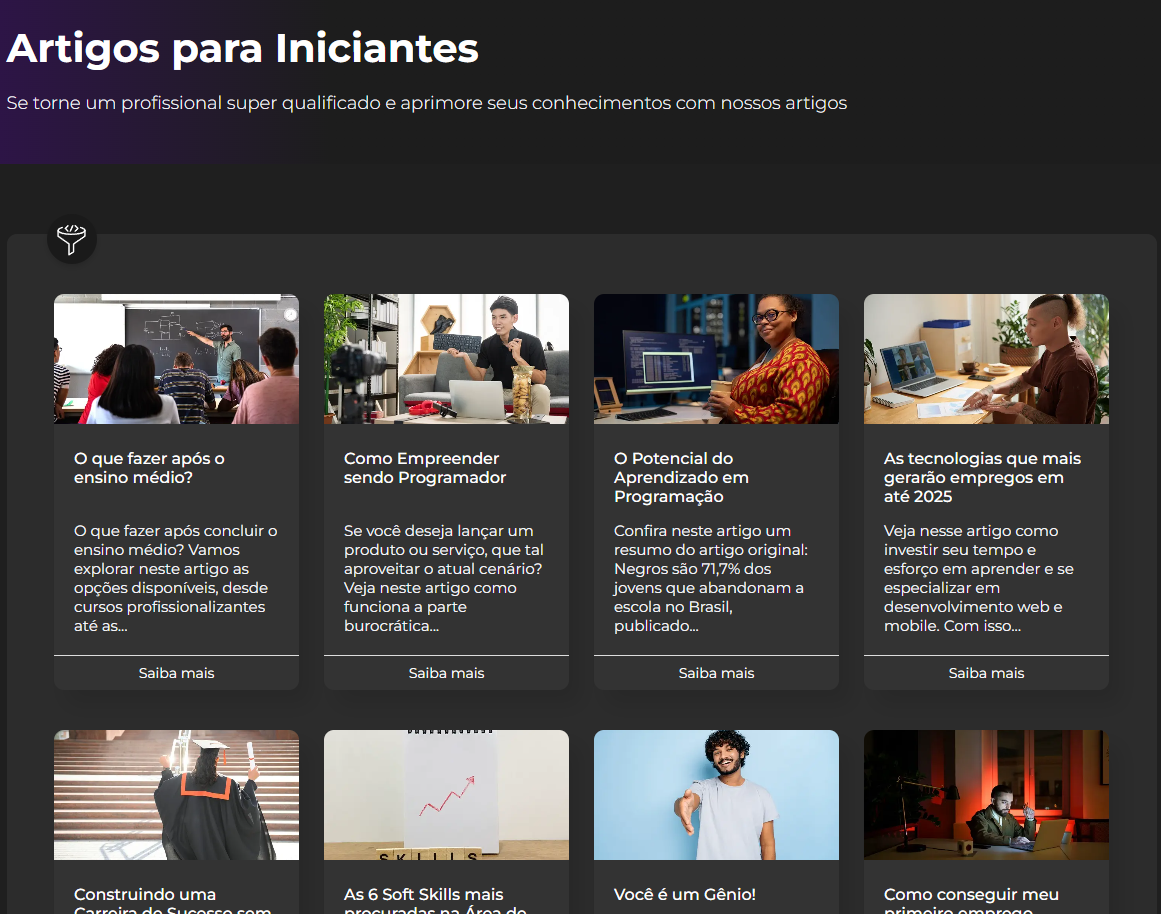 Artigos para Iniciantes
Se torne um profissional super qualificado e aprimore seus conhecimentos com nossos artigos
O que fazer após o
ensino médio?
O que fazer após concluir o
ensino médio? Vamos
explorar neste artigo as
opções disponíveis, desde
cursos profissionalizantes
até as...
Saiba mais
Como Empreender
sendo Programador
Se você deseja lançar um
produto ou serviço, que tal
aproveitar o atual cenário?
Veja neste artigo como
funciona a parte
burocrática...
Saiba mais
O Potencial do
Aprendizado em
Programação
Confira neste artigo um
resumo do artigo original:
Negros são 71,7% dos
jovens que abandonam a
escola no Brasil,
publicado...
Saiba mais
As tecnologias que mais
gerarão empregos em
até 2025
Veja nesse artigo como
investir seu tempo e
esforço em aprender e se
especializar em
desenvolvimento web e
mobile. Com isso...
Saiba mais
Construindo uma
Carreira de Sucesso sem
SKILLS
As 6 Soft Skills mais
procuradas na Área de
Você é um Gênio!
Como conseguir meu
primeiro emprego